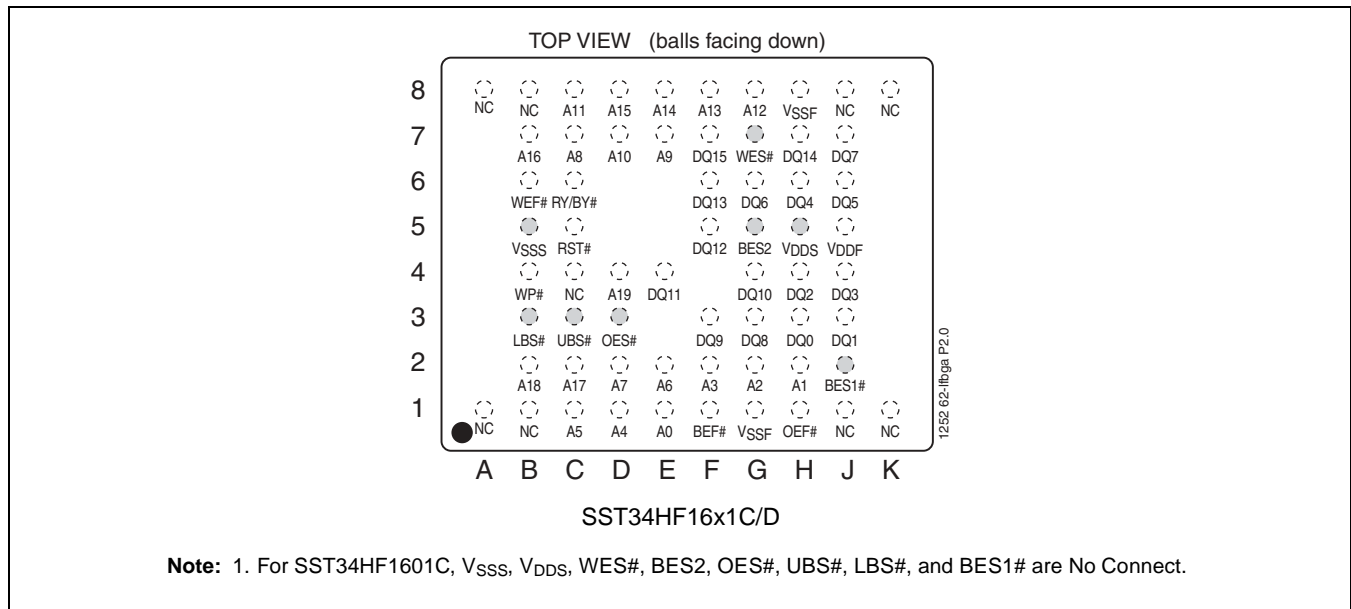 TOP VIEW (balls facing down)
8
NC NC A11 A15 A14 A13 A12 VSSF NC NC
7
A16 A8 A10 A9 DQ15 WES# DQ14 DQ7
6
WEF# RY/BY# DQ13 DQ6 DQ4 DQ5
5
VSSS RST# DQ12 BES2 VDDS VDDF
4
WP# NC A19 DQ11 DQ10 DQ2 DQ3
3
LBS# UBS# OES# DQ9 DQ8 DQ0 DQ1
2
A18 A17 A7 A6 A3 A2 A1 BES1#
1
NC NC A5 A4 A0 BEF# VSSF OEF# NC NC
A B C D E F G H J K
1252 62-lfbga P2.0
SST34HF16x1C/D
Note: 1. For SST34HF1601C, VSSS, VDDS, WES#, BES2, OES#, UBS#, LBS#, and BES1# are No Connect.